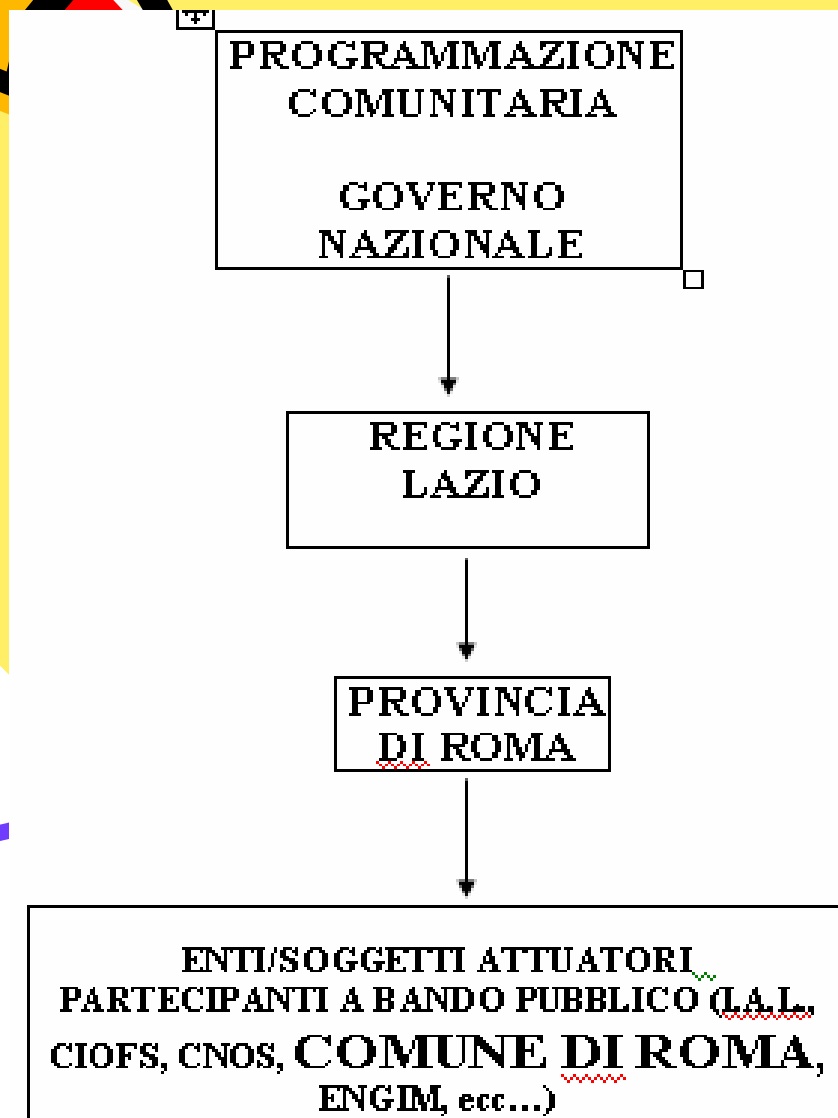 PROGRAMMAZIONE
COMUNITARIA
GOVERNO
NAZIONALE
REGIONE
LAZIO
PROVINCIA
DI ROMA
ENTI/SOGGETTI ATTUATORI
PARTECIPANTI A BANDO PUBBLICO (I.A.L.,
CIOFS, CNOS, COMUNE DI ROMA,
ENGIM, ecc...)